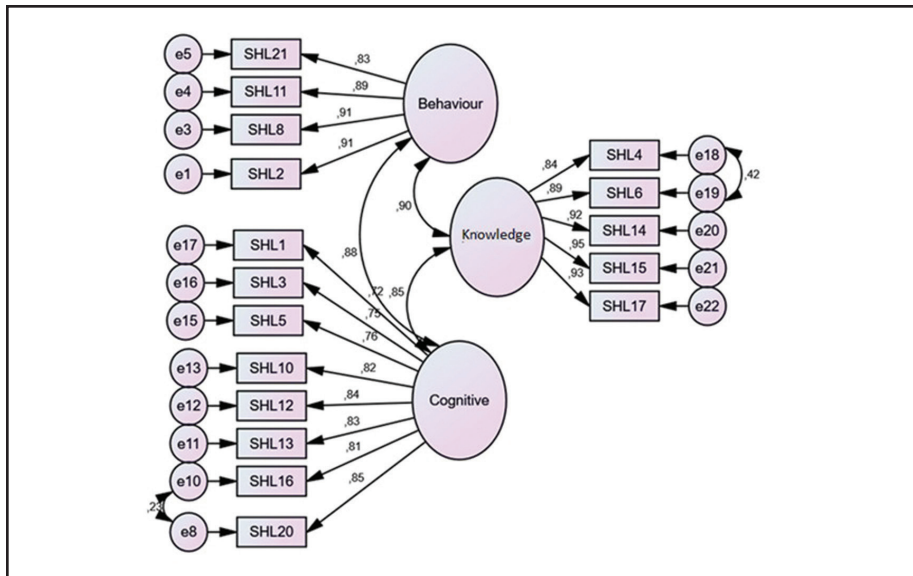 e5 SHL21 ,83
e4 SHL11 ,89
e3 SHL8 ,91
e1 SHL2 ,91
Behaviour
,90
,88
Knowledge
,84 SHL4 e18
,89 SHL6 e19
,42
,92 SHL14 e20
,95 SHL15 e21
,93 SHL17 e22
e17 SHL1 ,72
,85
e16 SHL3 ,75
e15 SHL5 ,76
e13 SHL10 ,82
e12 SHL12 ,84
Cognitive
e11 SHL13 ,83
e10 SHL16 ,81
,23
e8 SHL20 ,85